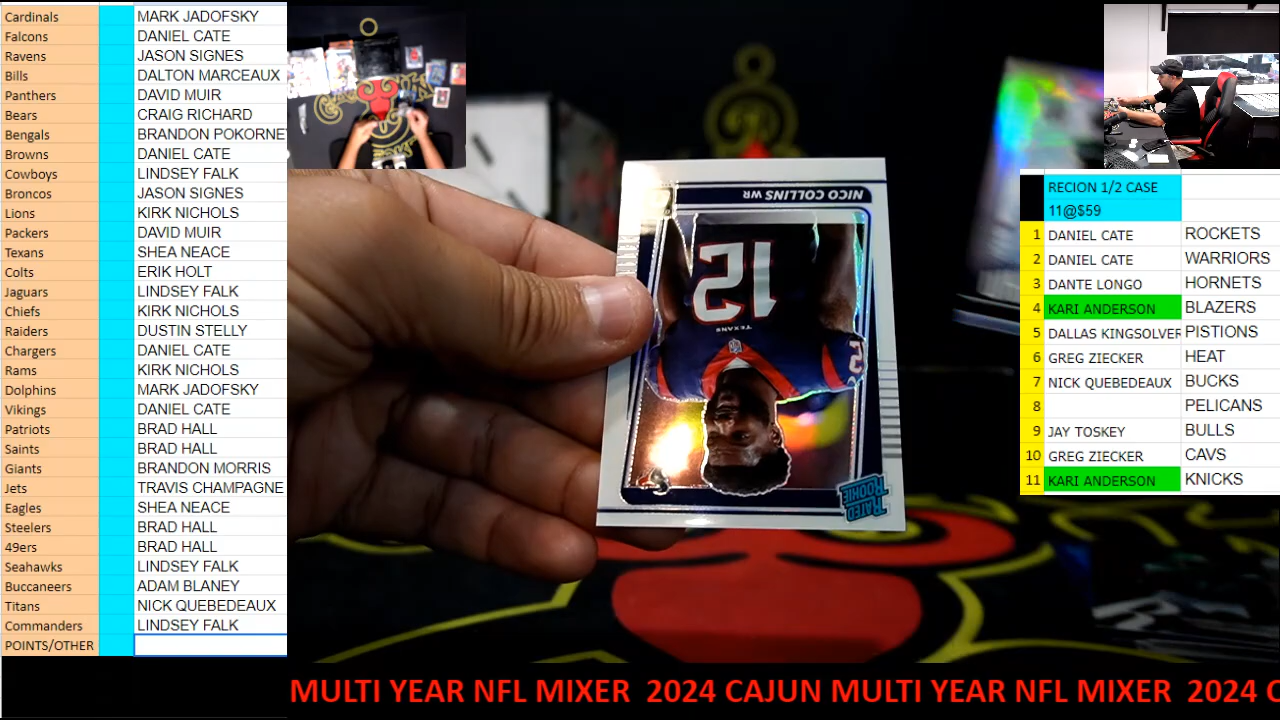 Cardinals MARK JADOFSKY
Falcons DANIEL CATE
Ravens JASON SIGNES
Bills DALTON MARCEAUX
Panthers DAVID MUIR
Bears CRAIG RICHARD
Bengals BRANDON POKORNE
Browns DANIEL CATE
Cowboys LINDSEY FALK
Broncos JASON SIGNES
Lions KIRK NICHOLS
Packers DAVID MUIR
Texans SHEA NEACE
Colts ERIK HOLT
Jaguars LINDSEY FALK
Chiefs KIRK NICHOLS
Raiders DUSTIN STELLY
Chargers DANIEL CATE
Rams KIRK NICHOLS
Dolphins MARK JADOFSKY
Vikings DANIEL CATE
Patriots BRAD HALL
Saints BRAD HALL
Giants BRANDON MORRIS
Jets TRAVIS CHAMPAGNE
Eagles SHEA NEACE
Steelers BRAD HALL
49ers BRAD HALL
Seahawks LINDSEY FALK
Buccaneers ADAM BLANEY
Titans NICK QUEBEDEAUX
Commanders LINDSEY FALK
POINTS/OTHER
NICO COLLINS WR
12
TEXANS
RATED
ROOKIE
RECION 1/2 CASE
11@$59
1 DANIEL CATE ROCKETS
2 DANIEL CATE WARRIORS
3 DANTE LONGO HORNETS
4 KARI ANDERSON BLAZERS
5 DALLAS KINGSOLVER PISTIONS
6 GREG ZIECKER HEAT
7 NICK QUEBEDEAUX BUCKS
8 PELICANS
9 JAY TOSKEY BULLS
10 GREG ZIECKER CAVS
11 KARI ANDERSON KNICKS
MULTI YEAR NFL MIXER 2024 CAJUN MULTI YEAR NFL MIXER 2024 C